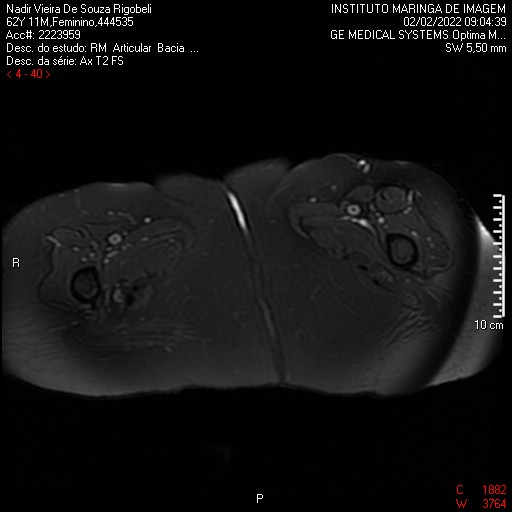 Nadir Vieira De Souza Rigobeli
62Y 11M,Feminino,444535
Acc#: 2223959
Desc. do estudo: RM Articular Bacia ...
Desc. da série: Ax T2 FS
< 4 - 40 >
INSTITUTO MARINGA DE IMAGEM
02/02/2022 09:04:39
GE MEDICAL SYSTEMS Optima M...
SW 5,50 mm
R
10 cm
P
C 1882
W 3764